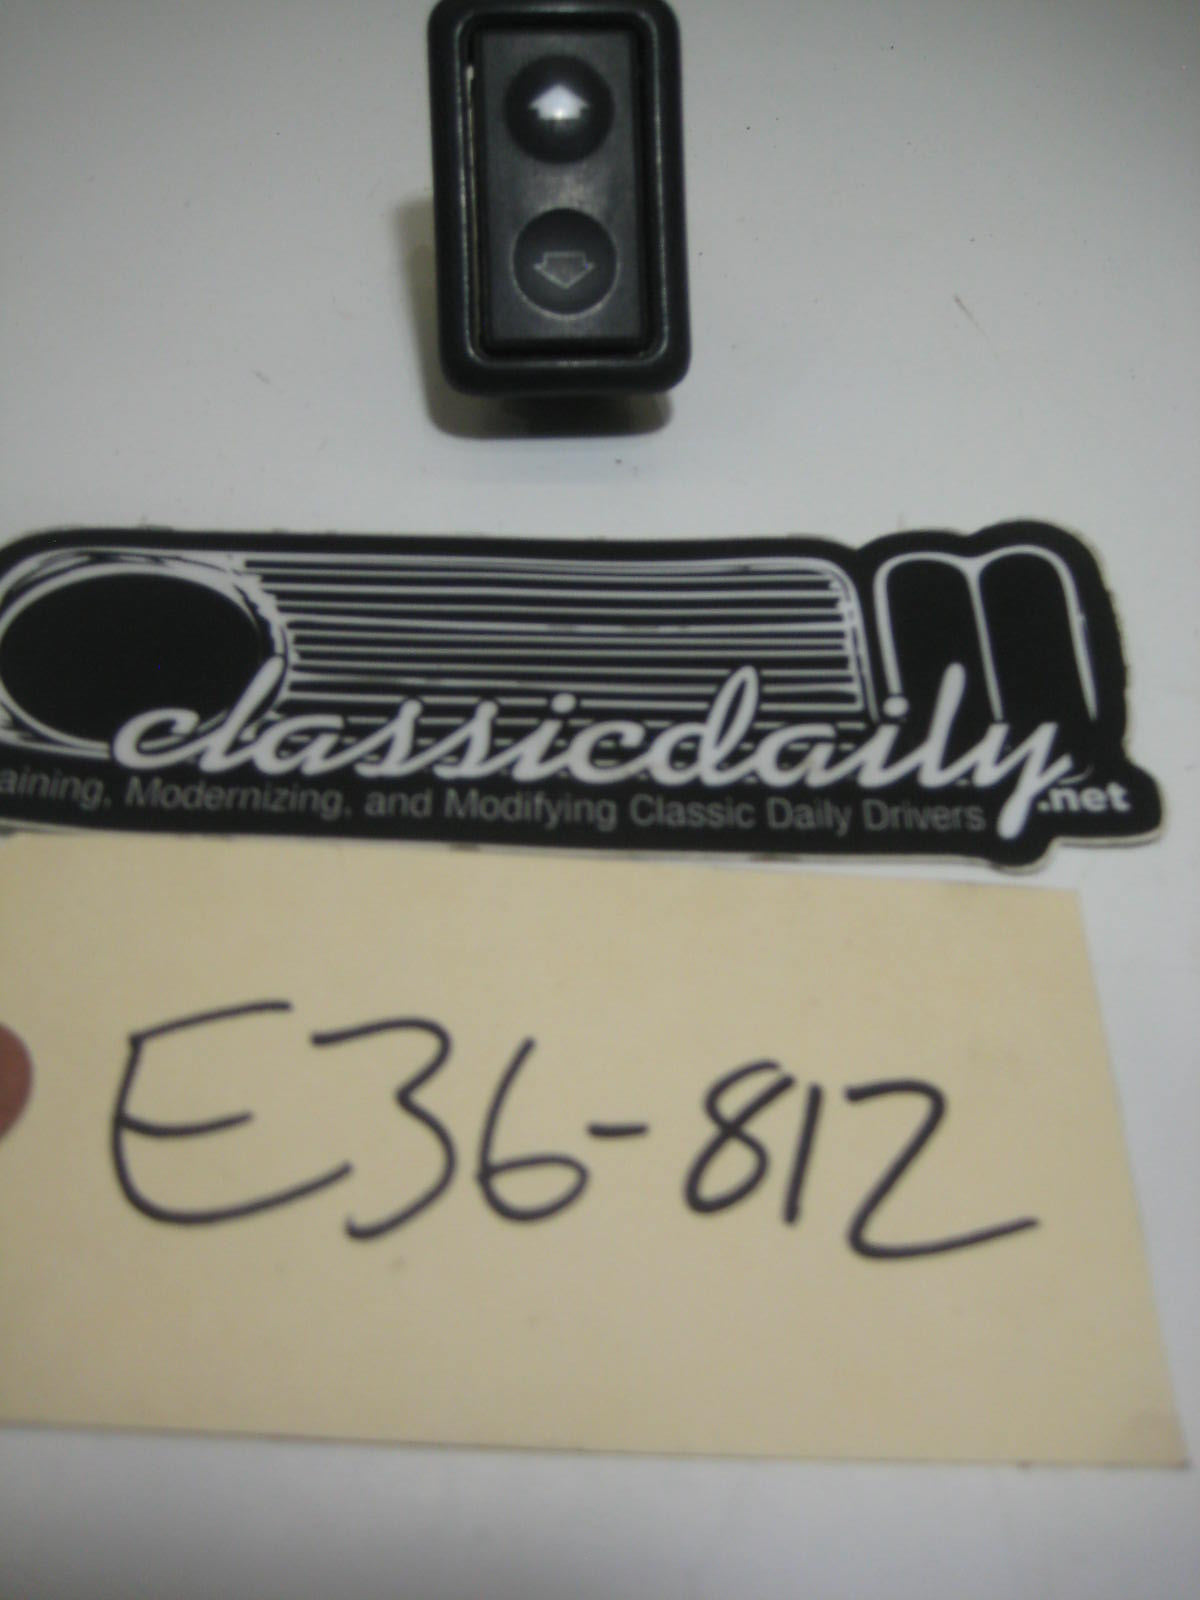 classicdaily.net
aining, Modernizing, and Modifying Classic Daily Drivers
E36-812